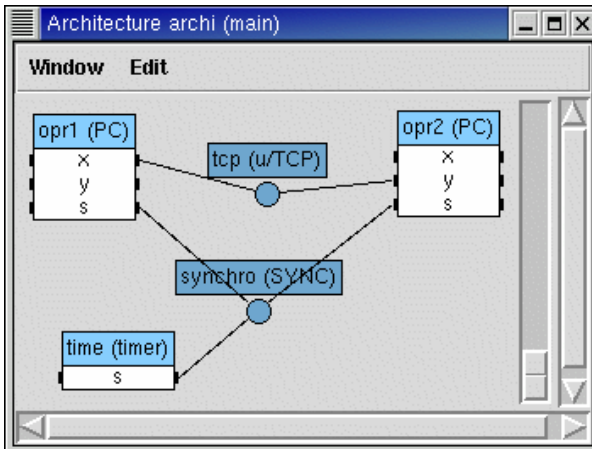 Architecture archi (main)
Window Edit
opr1 (PC)
x
y
s
tcp (u/TCP)
opr2 (PC)
x
y
s
synchro (SYNC)
time (timer)
s